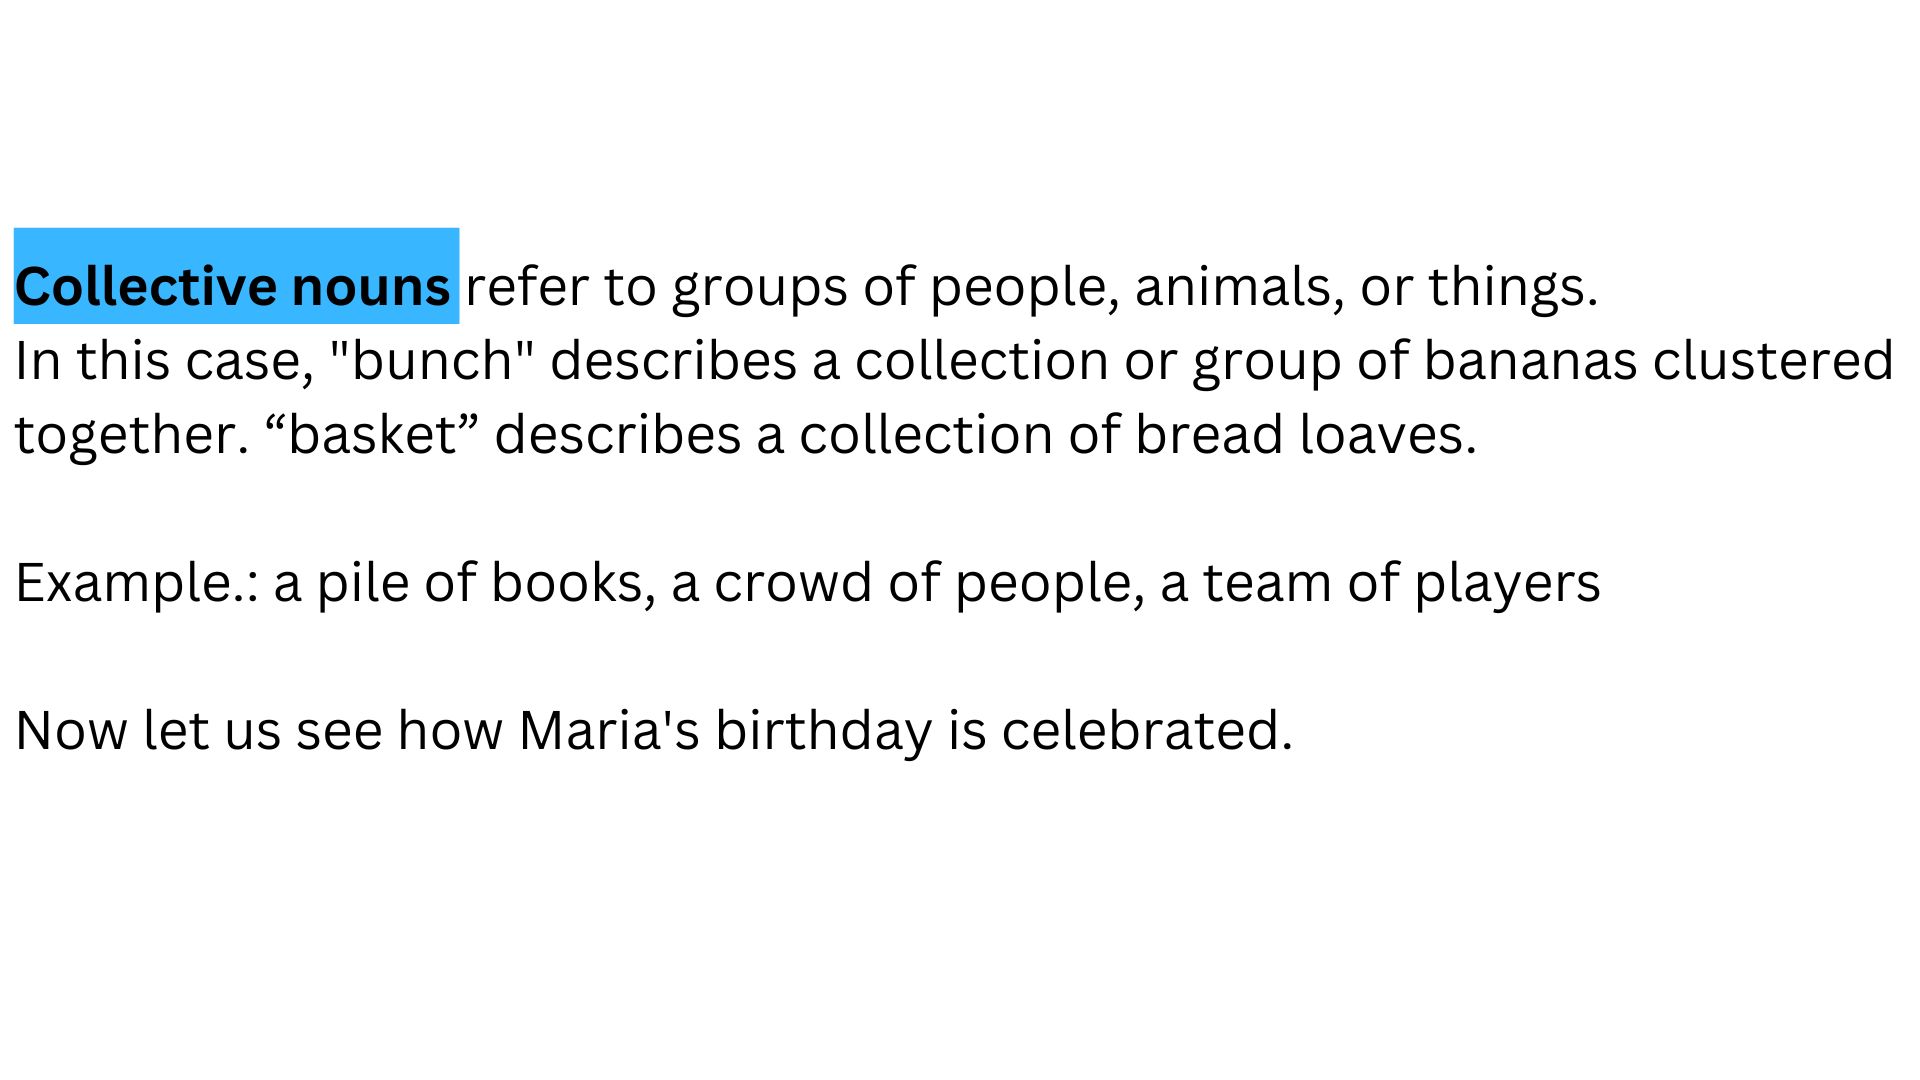 Collective nouns refer to groups of people, animals, or things.
In this case, "bunch" describes a collection or group of bananas clustered
together. “basket” describes a collection of bread loaves.
Example.: a pile of books, a crowd of people, a team of players
Now let us see how Maria's birthday is celebrated.